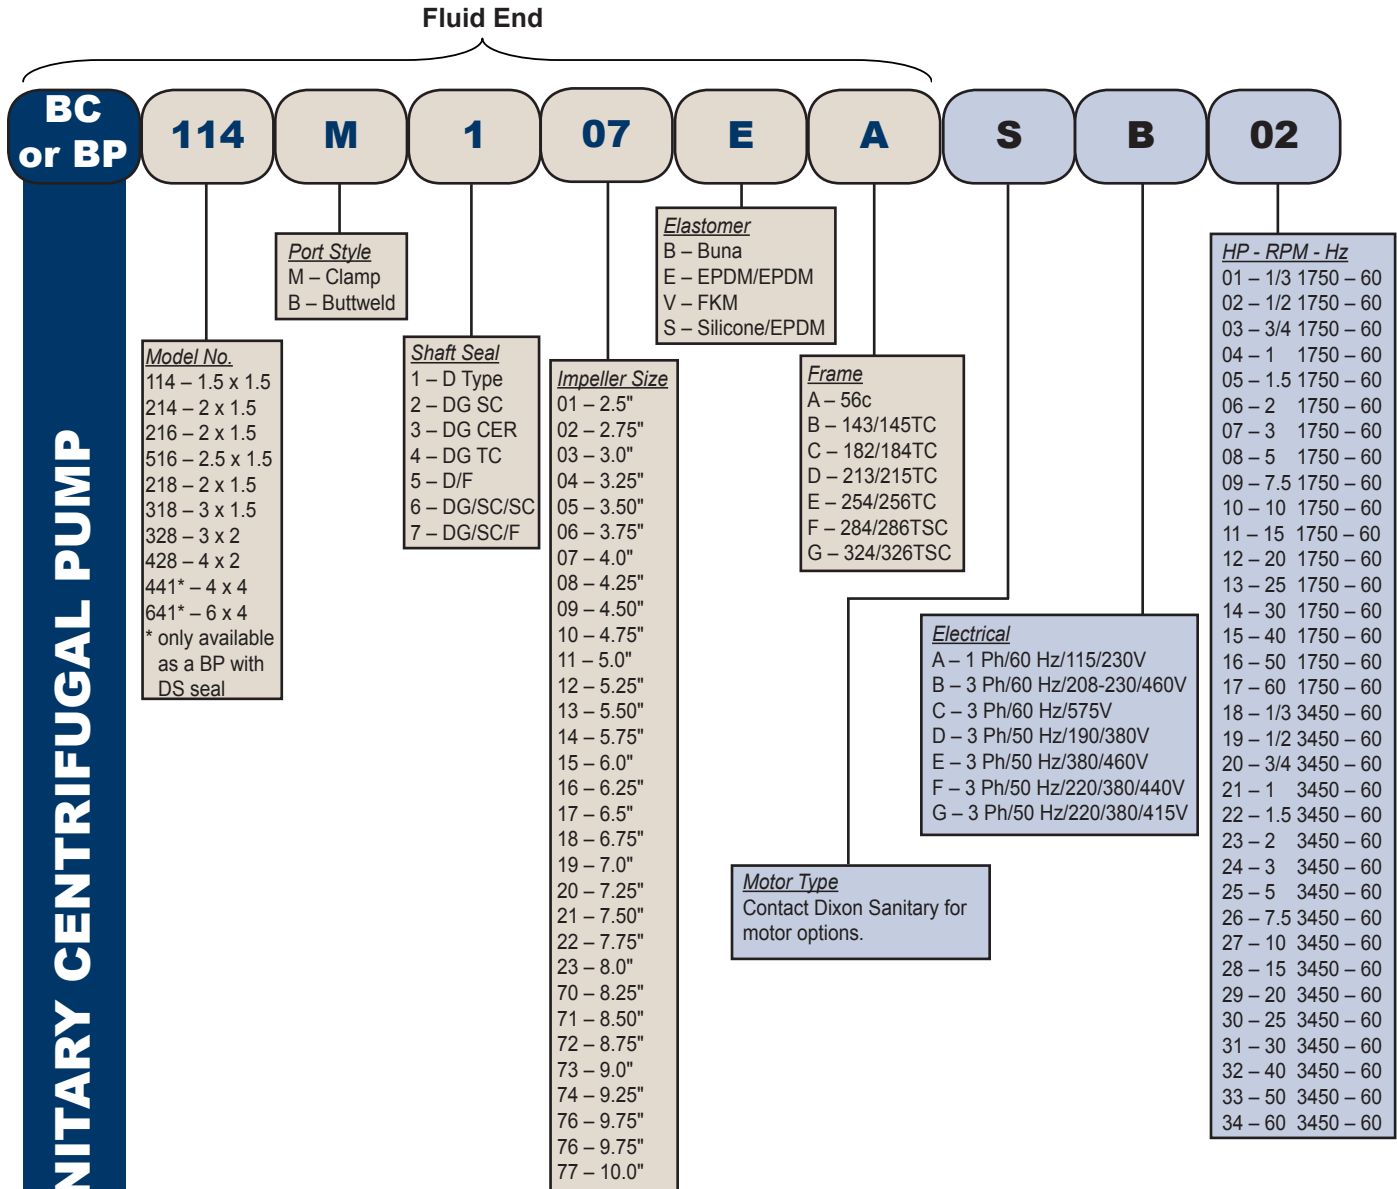 Fluid End
BC
or BP
114
M
1
07
E
A
S
B
02
NITARY CENTRIFUGAL PUMP
Model No.
114 – 1.5 x 1.5
214 – 2 x 1.5
216 – 2 x 1.5
516 – 2.5 x 1.5
218 – 2 x 1.5
318 – 3 x 1.5
328 – 3 x 2
428 – 4 x 2
441* – 4 x 4
641* – 6 x 4
* only available
as a BP with
DS seal
Port Style
M – Clamp
B – Buttweld
Shaft Seal
1 – D Type
2 – DG SC
3 – DG CER
4 – DG TC
5 – D/F
6 – DG/SC/SC
7 – DG/SC/F
Impeller Size
01 – 2.5"
02 – 2.75"
03 – 3.0"
04 – 3.25"
05 – 3.50"
06 – 3.75"
07 – 4.0"
08 – 4.25"
09 – 4.50"
10 – 4.75"
11 – 5.0"
12 – 5.25"
13 – 5.50"
14 – 5.75"
15 – 6.0"
16 – 6.25"
17 – 6.5"
18 – 6.75"
19 – 7.0"
20 – 7.25"
21 – 7.50"
22 – 7.75"
23 – 8.0"
70 – 8.25"
71 – 8.50"
72 – 8.75"
73 – 9.0"
74 – 9.25"
76 – 9.75"
76 – 9.75"
77 – 10.0"
Elastomer
B – Buna
E – EPDM/EPDM
V – FKM
S – Silicone/EPDM
Frame
A – 56c
B – 143/145TC
C – 182/184TC
D – 213/215TC
E – 254/256TC
F – 284/286TSC
G – 324/326TSC
Motor Type
Contact Dixon Sanitary for
motor options.
Electrical
A – 1 Ph/60 Hz/115/230V
B – 3 Ph/60 Hz/208-230/460V
C – 3 Ph/60 Hz/575V
D – 3 Ph/50 Hz/190/380V
E – 3 Ph/50 Hz/380/460V
F – 3 Ph/50 Hz/220/380/440V
G – 3 Ph/50 Hz/220/380/415V
HP - RPM - Hz
01 – 1/3 1750 – 60
02 – 1/2 1750 – 60
03 – 3/4 1750 – 60
04 – 1 1750 – 60
05 – 1.5 1750 – 60
06 – 2 1750 – 60
07 – 3 1750 – 60
08 – 5 1750 – 60
09 – 7.5 1750 – 60
10 – 10 1750 – 60
11 – 15 1750 – 60
12 – 20 1750 – 60
13 – 25 1750 – 60
14 – 30 1750 – 60
15 – 40 1750 – 60
16 – 50 1750 – 60
17 – 60 1750 – 60
18 – 1/3 3450 – 60
19 – 1/2 3450 – 60
20 – 3/4 3450 – 60
21 – 1 3450 – 60
22 – 1.5 3450 – 60
23 – 2 3450 – 60
24 – 3 3450 – 60
25 – 5 3450 – 60
26 – 7.5 3450 – 60
27 – 10 3450 – 60
28 – 15 3450 – 60
29 – 20 3450 – 60
30 – 25 3450 – 60
31 – 30 3450 – 60
32 – 40 3450 – 60
33 – 50 3450 – 60
34 – 60 3450 – 60